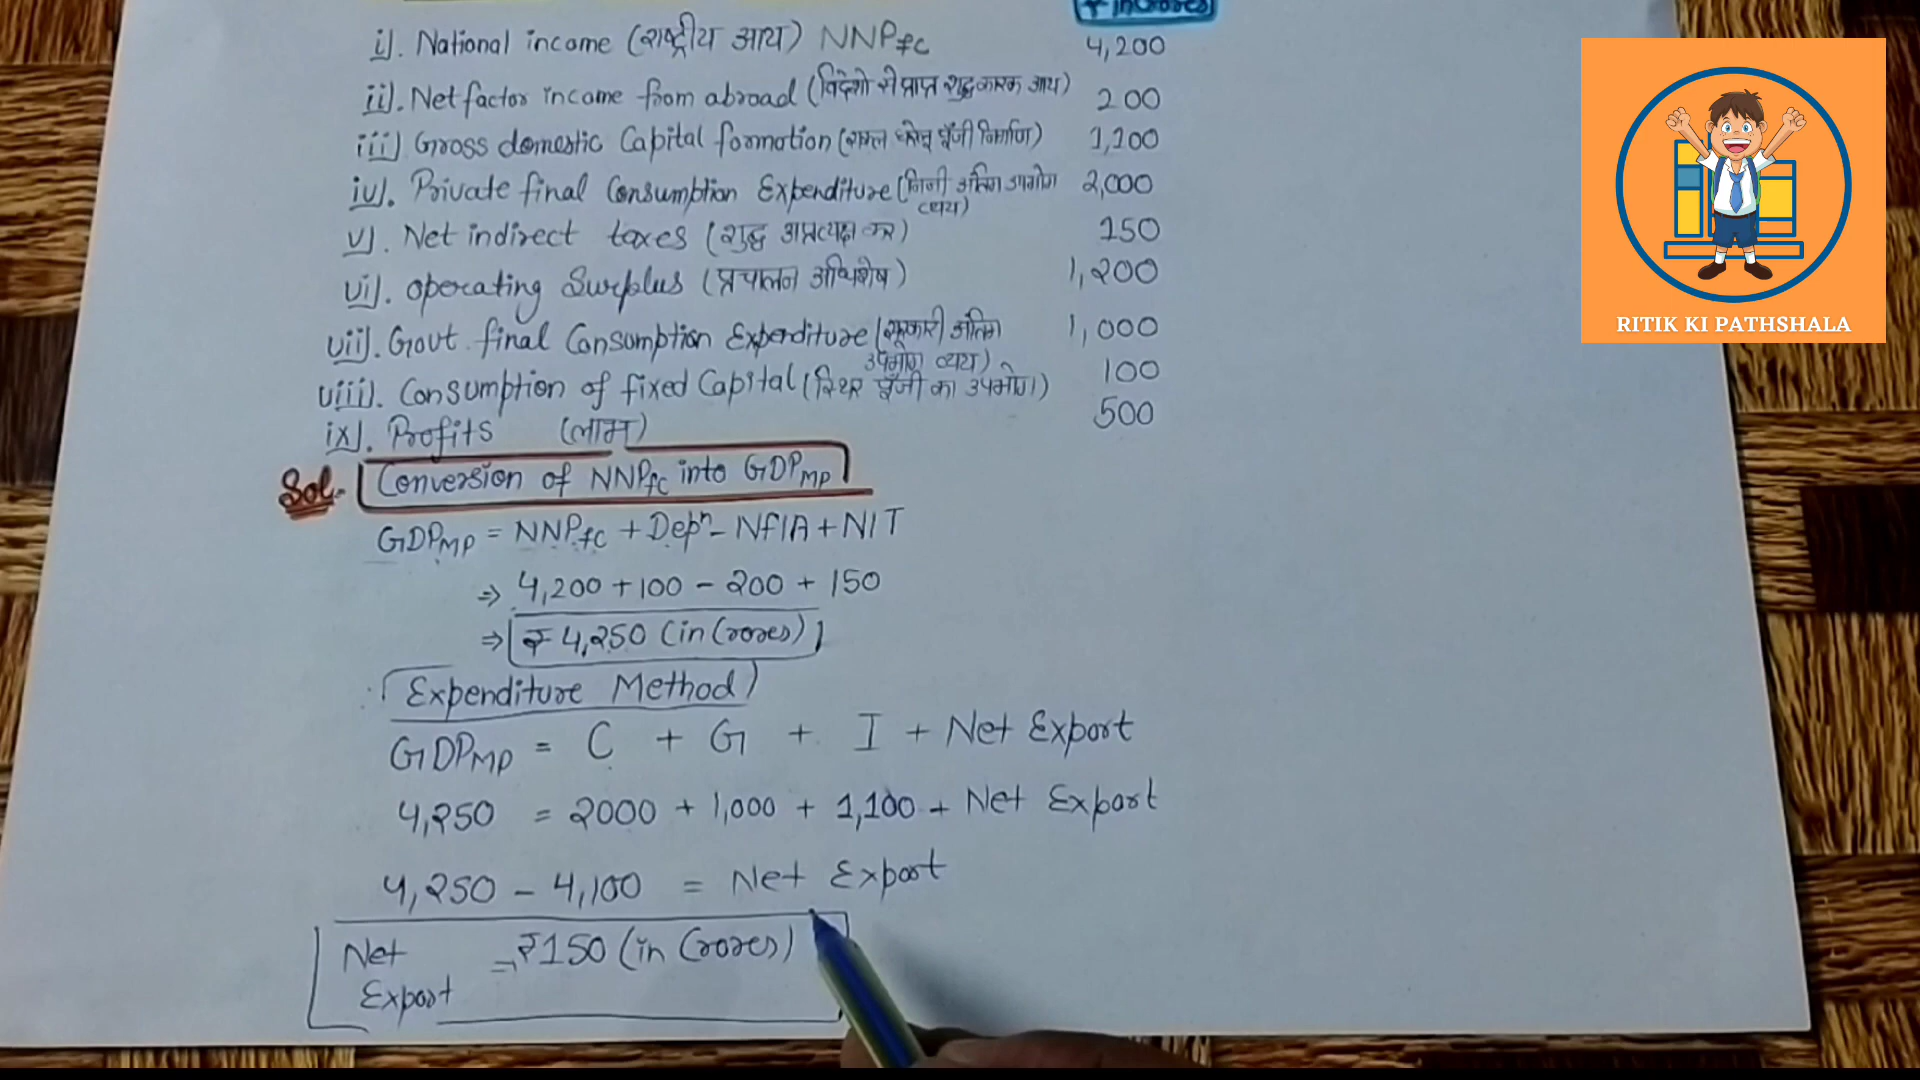 ₹ in Crores
i). National income (राष्ट्रीय आय) NNPfc 4,200
ii). Net factor income from abroad (विदेशो से प्राप्त शुद्ध कारक आय) 200
iii) Gross domestic Capital formation (सकल घरेलू पूँजी निर्माण) 1,100
iv). Private final Consumption Expenditure (निजी अंतिम उपभोग 2,000
व्यय)
v). Net indirect taxes (शुद्ध अप्रत्यक्ष कर) 150
vi). operating Surplus (प्रचालन अधिशेष) 1,200
vii). Govt. final Consumption Expenditure (सरकारी अंतिम 1,000
उपभोग व्यय)
viii). Consumption of fixed Capital (स्थिर पूँजी का उपभोग) 100
ix). Profits (लाभ) 500
Sol. Conversion of NNPfc into GDPMP
GDPMP = NNPfc + Depⁿ - NFIA + NIT
⇒ 4,200 + 100 - 200 + 150
⇒ ₹ 4,250 (in Crores)
Expenditure Method
GDPMP = C + G + I + Net Export
4,250 = 2000 + 1,000 + 1,100 + Net Export
4,250 - 4,100 = Net Export
Net = ₹150 (in Crores)
Export
RITIK KI PATHSHALA